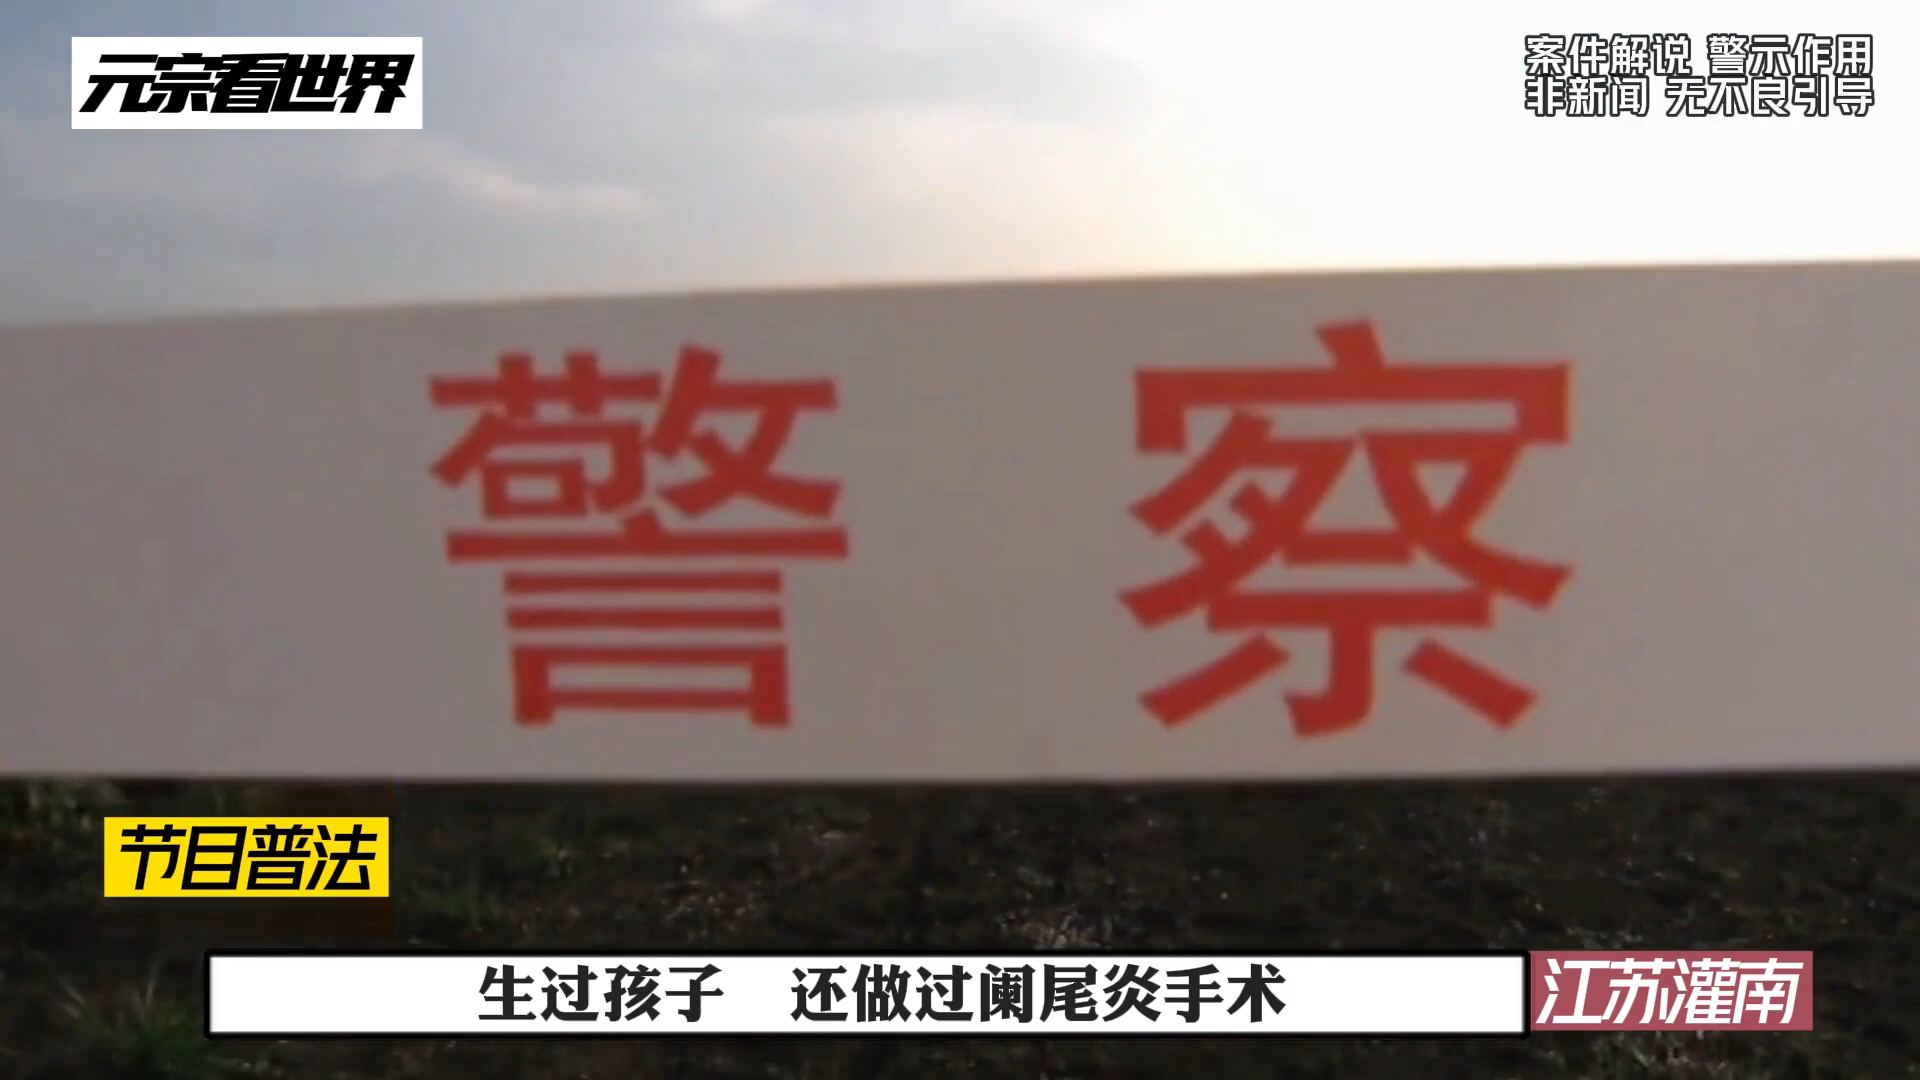 元宗看世界
案件解说 警示作用
非新闻 无不良引导
警 察
节目普法
生过孩子 还做过阑尾炎手术
江苏灌南